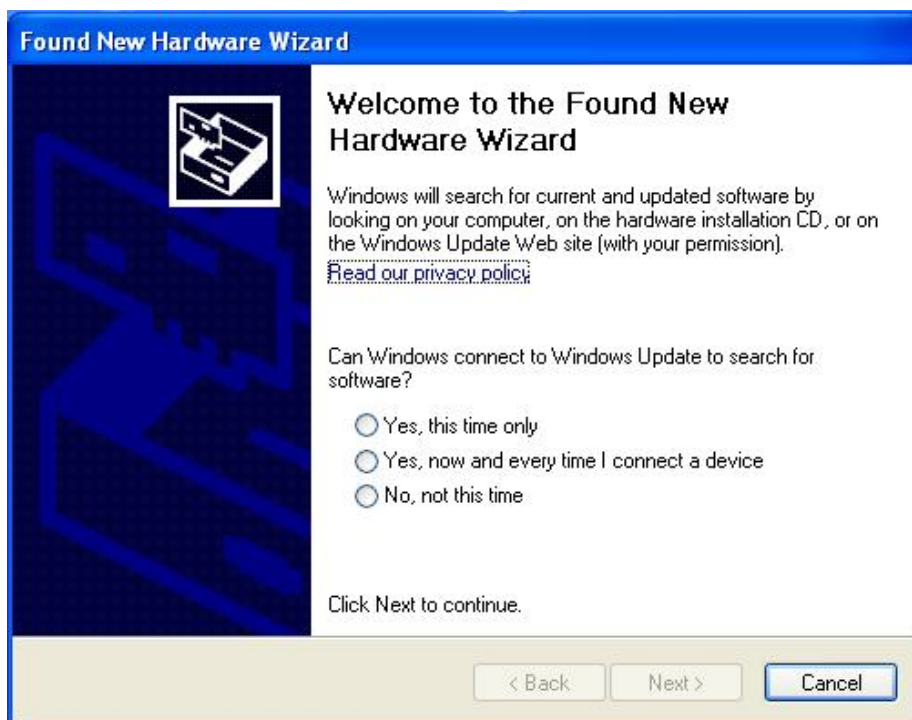 Found New Hardware Wizard
Welcome to the Found New
Hardware Wizard
Windows will search for current and updated software by
looking on your computer, on the hardware installation CD, or on
the Windows Update Web site (with your permission).
Read our privacy policy
Can Windows connect to Windows Update to search for
software?
Yes, this time only
Yes, now and every time I connect a device
No, not this time
Click Next to continue.
< Back
Next >
Cancel